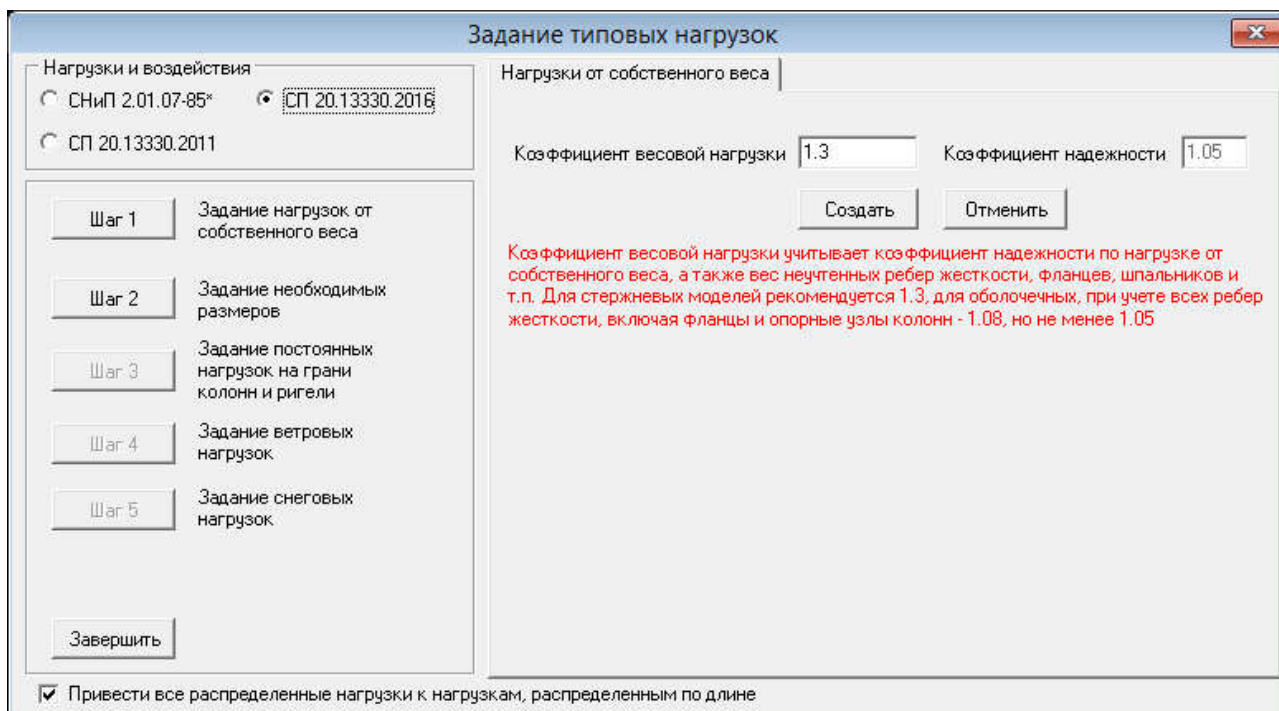 Задание типовых нагрузок
Нагрузки и воздействия
СНиП 2.01.07-85*
СП 20.13330.2016
СП 20.13330.2011
Шаг 1
Задание нагрузок от
собственного веса
Шаг 2
Задание необходимых
размеров
Шаг 3
Задание постоянных
нагрузок на грани
колонн и ригели
Шаг 4
Задание ветровых
нагрузок
Шаг 5
Задание снеговых
нагрузок
Завершить
Нагрузки от собственного веса
Коэффициент весовой нагрузки 1.3
Коэффициент надежности 1.05
Создать
Отменить
Коэффициент весовой нагрузки учитывает коэффициент надежности по нагрузке от
собственного веса, а также вес неучтенных ребер жесткости, фланцев, шпальников и
т.п. Для стержневых моделей рекомендуется 1.3, для оболочечных, при учете всех ребер
жесткости, включая фланцы и опорные узлы колонн - 1.08, но не менее 1.05
Привести все распределенные нагрузки к нагрузкам, распределенным по длине